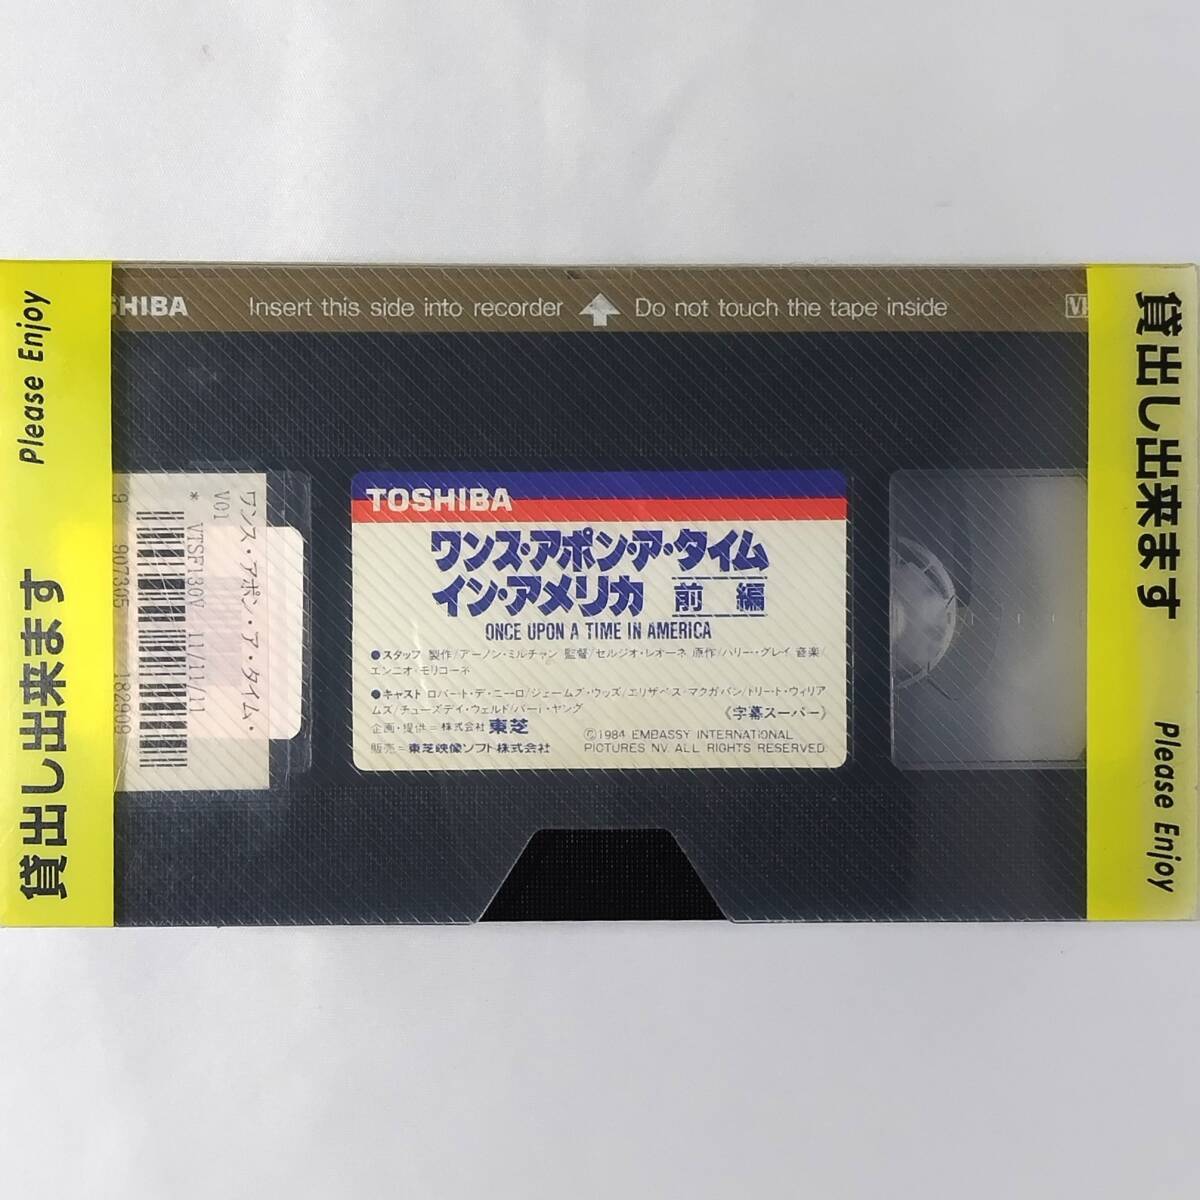 Please Enjoy
貸出し出来ます
SHIBA
Insert this side into recorder
Do not touch the tape inside
ワンス・アポン・ア・タイム・
V01
* VTSF130V 11/11/11
9 907305 182909
TOSHIBA
ワンス・アポン・ア・タイム
イン・アメリカ 前編
ONCE UPON A TIME IN AMERICA
●スタッフ 製作/アーノン・ミルチャン 監督/セルジオ・レオーネ 原作/ハリー・グレイ 音楽/
エンニオ・モリコーネ
●キャスト ロバート・デ・ニーロ/ジェームズ・ウッズ/エリザベス・マクガバン/トリート・ウィリア
ムズ/チューズデイ・ウェルド/バート・ヤング
企画・提供=株式会社 東芝
《字幕スーパー》
販売=東芝映像ソフト株式会社
©1984 EMBASSY INTERNATIONAL
PICTURES NV. ALL RIGHTS RESERVED.
貸出し出来ます
Please Enjoy